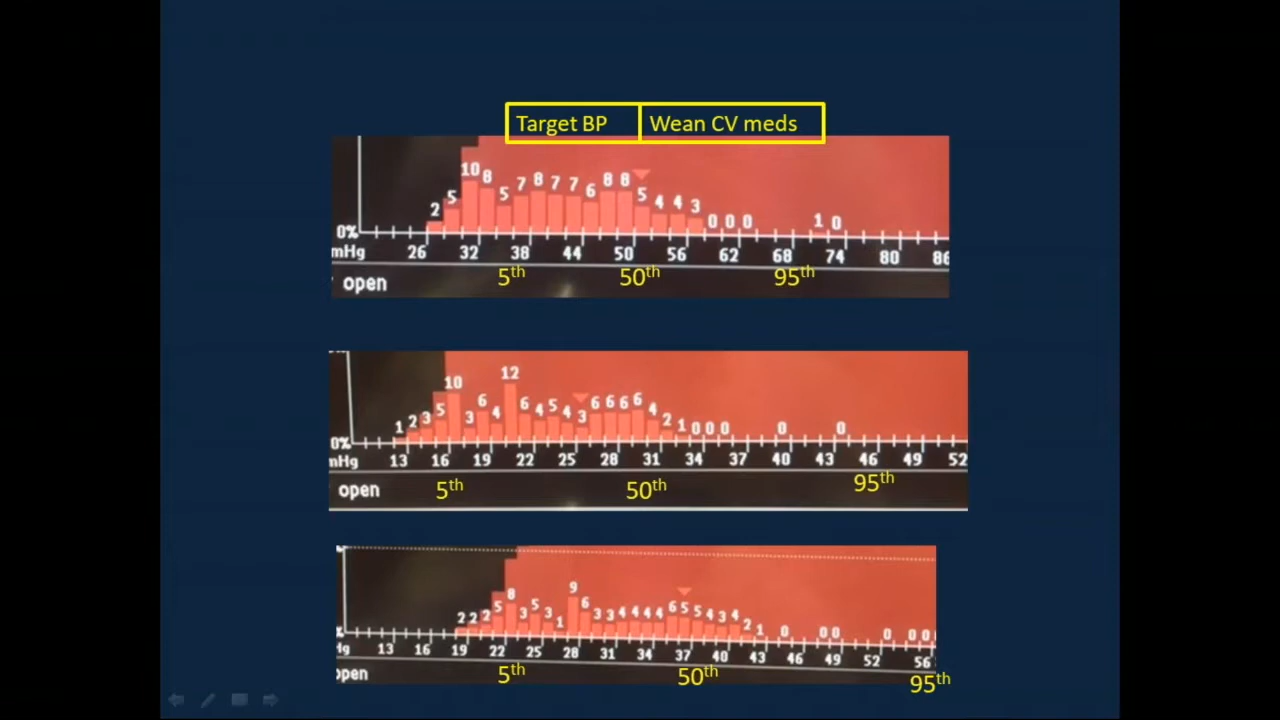 Target BP Wean CV meds
10 8 5 2 5 7 8 7 7 6 8 8 5 4 4 3 0 0 0 1 0
0%
mHg 26 32 38 44 50 56 62 68 74 80 86
open 5th 50th 95th
1 2 3 5 10 3 6 4 12 6 4 5 4 3 6 6 6 6 4 2 1 0 0 0 0 0
0%
mHg 13 16 19 22 25 28 31 34 37 40 43 46 49 52
open 5th 50th 95th
2 2 2 5 8 3 5 3 1 9 6 3 3 4 4 4 4 6 5 5 4 3 4 2 1 0 0 0 0 0 0
%
Hg 13 16 19 22 25 28 31 34 37 40 43 46 49 52 56
open 5th 50th 95th